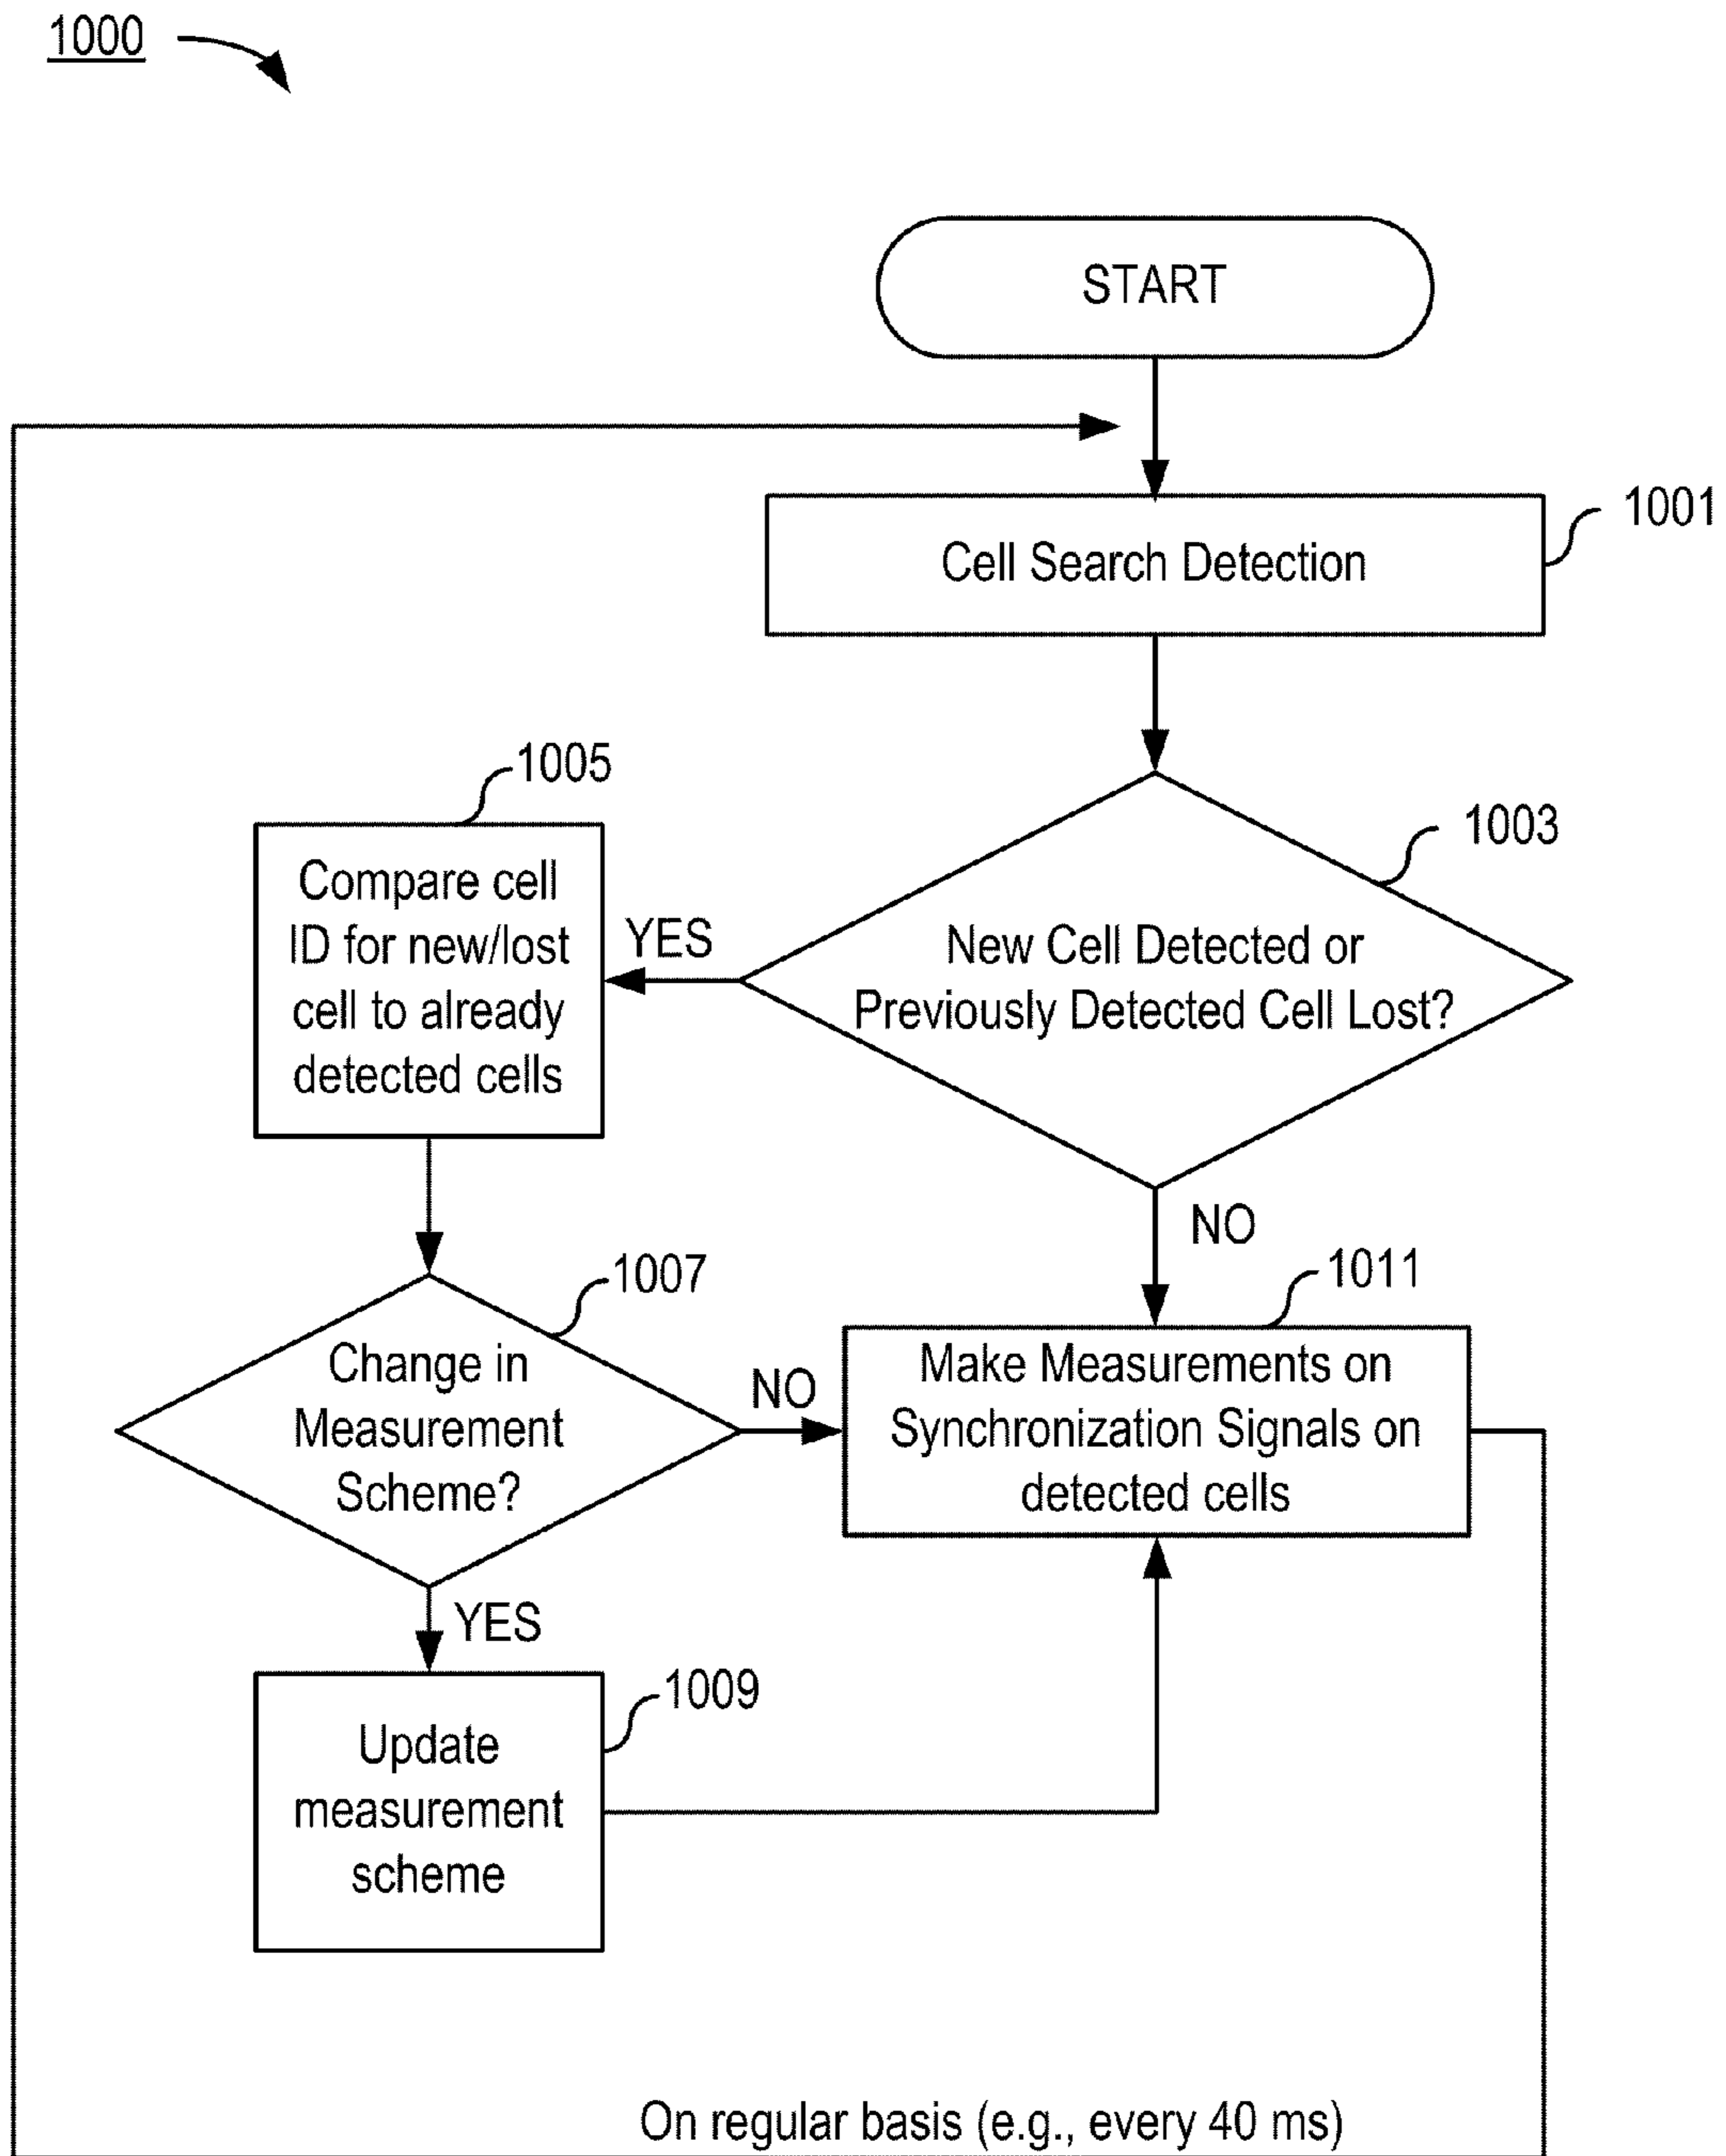 1000
START
Cell Search Detection
1001
New Cell Detected or
Previously Detected Cell Lost?
1003
YES
NO
1005
Compare cell
ID for new/lost
cell to already
detected cells
1007
Change in
Measurement
Scheme?
NO
YES
1011
Make Measurements on
Synchronization Signals on
detected cells
1009
Update
measurement
scheme
On regular basis (e.g., every 40 ms)